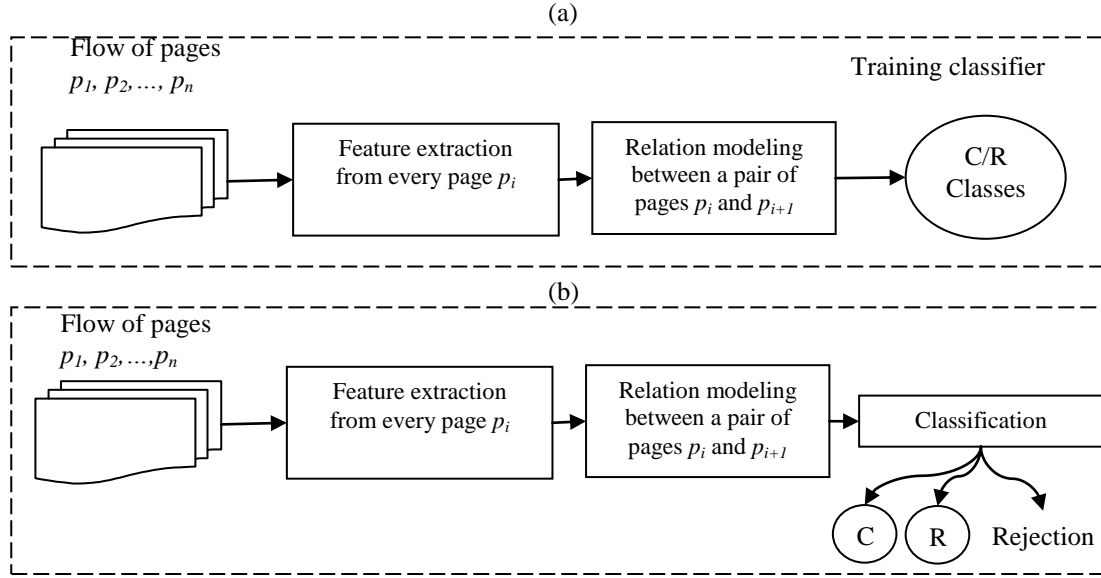 (a)
Flow of pages
p1, p2,..., pn
Training classifier
Feature extraction
from every page pi
Relation modeling
between a pair of
pages pi and pi+1
C/R
Classes
(b)
Flow of pages
p1, p2,...,pn
Feature extraction
from every page pi
Relation modeling
between a pair of
pages pi and pi+1
Classification
C
R
Rejection